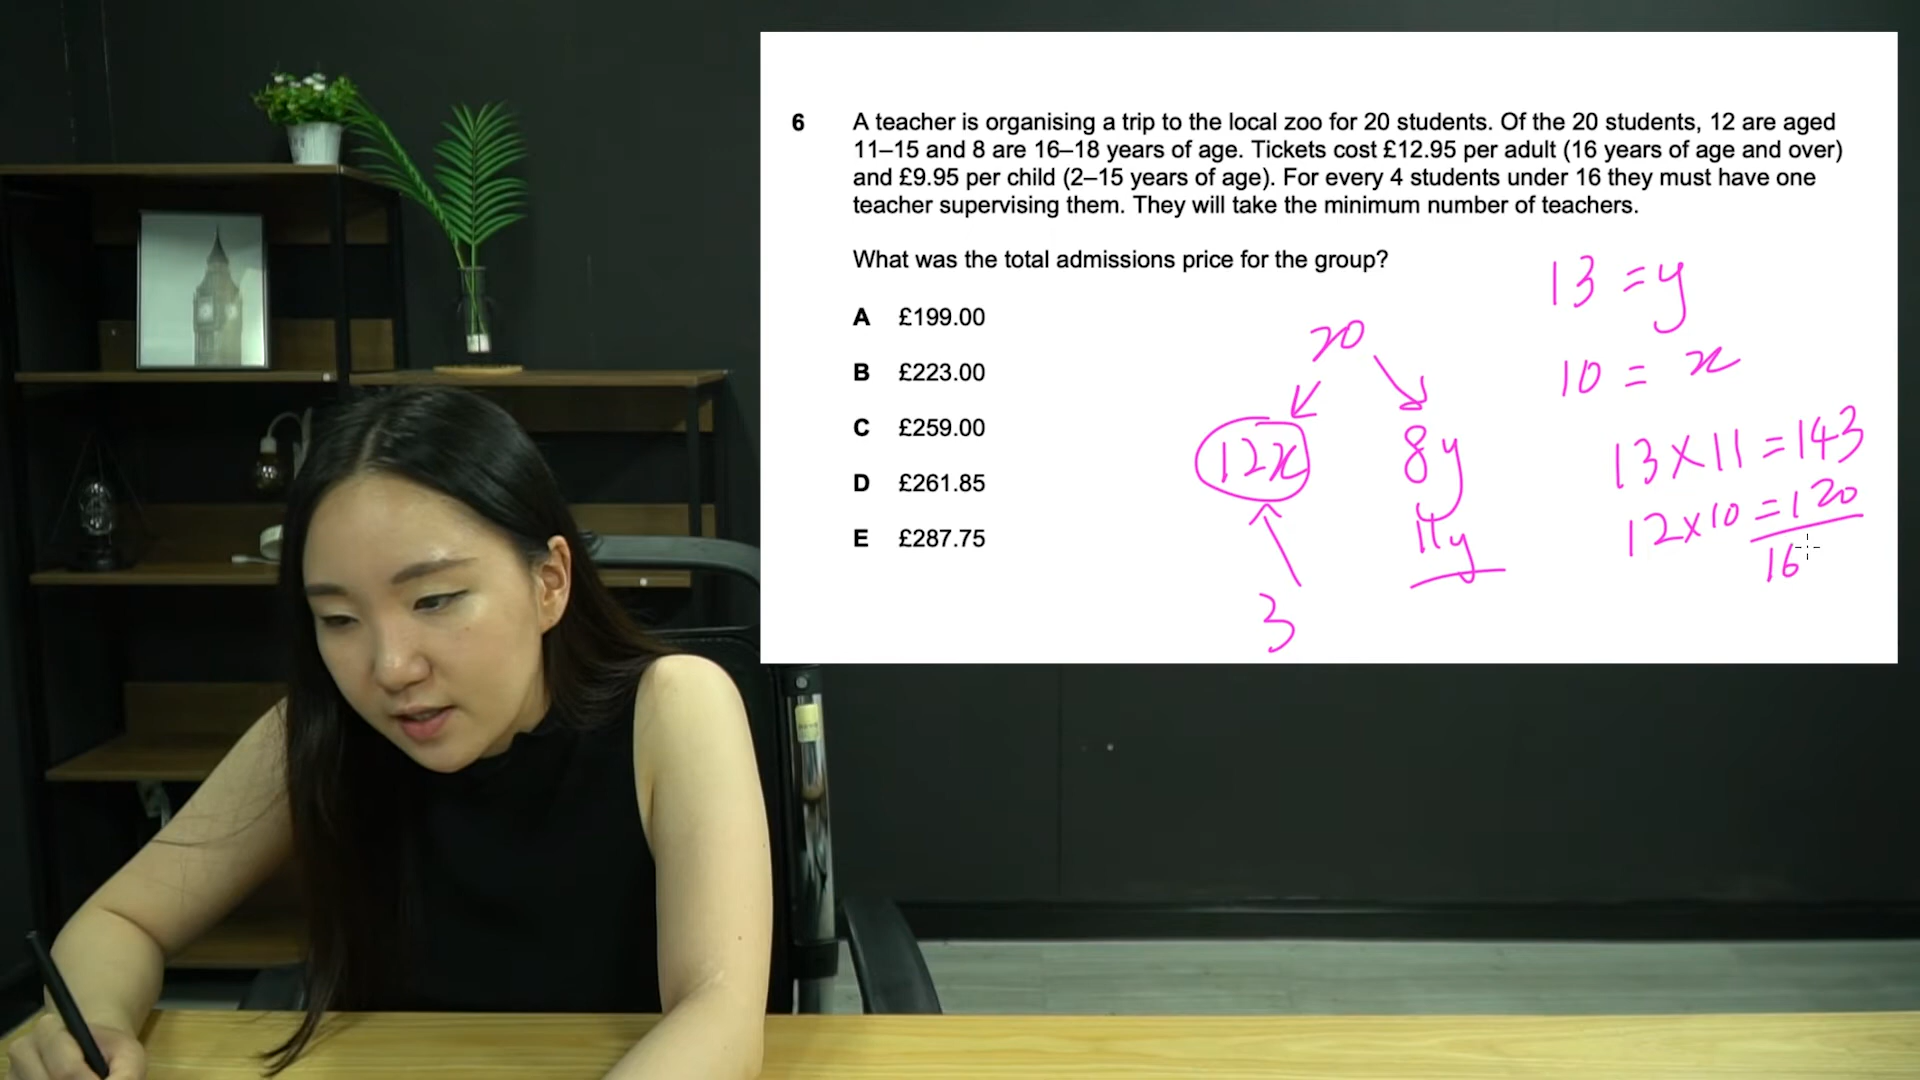 6 A teacher is organising a trip to the local zoo for 20 students. Of the 20 students, 12 are aged
11–15 and 8 are 16–18 years of age. Tickets cost £12.95 per adult (16 years of age and over)
and £9.95 per child (2–15 years of age). For every 4 students under 16 they must have one
teacher supervising them. They will take the minimum number of teachers.
What was the total admissions price for the group?
A £199.00
B £223.00
C £259.00
D £261.85
E £287.75
20
12x
8y
11y
3
13 = y
10 = x
13 x 11 = 143
12 x 10 = 120
16